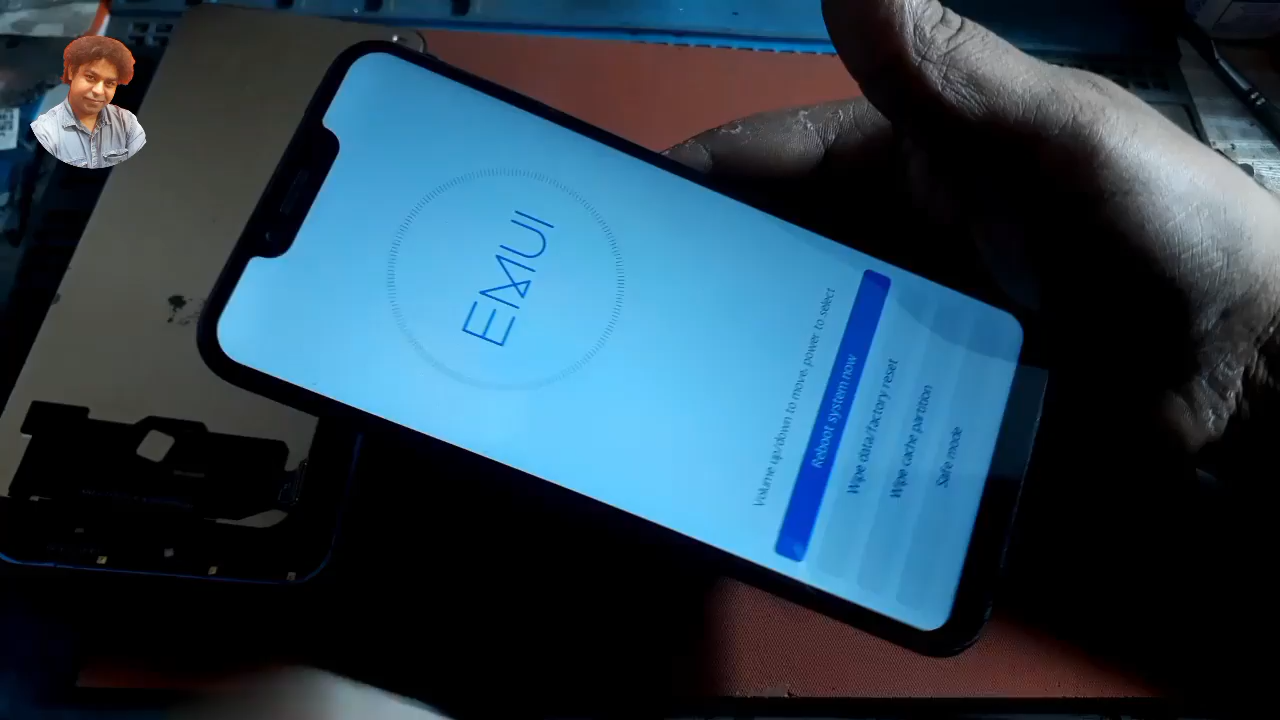 EMUI
Volume up/down to move, power to select
Reboot system now
Wipe data/factory reset
Wipe cache partition
Safe mode